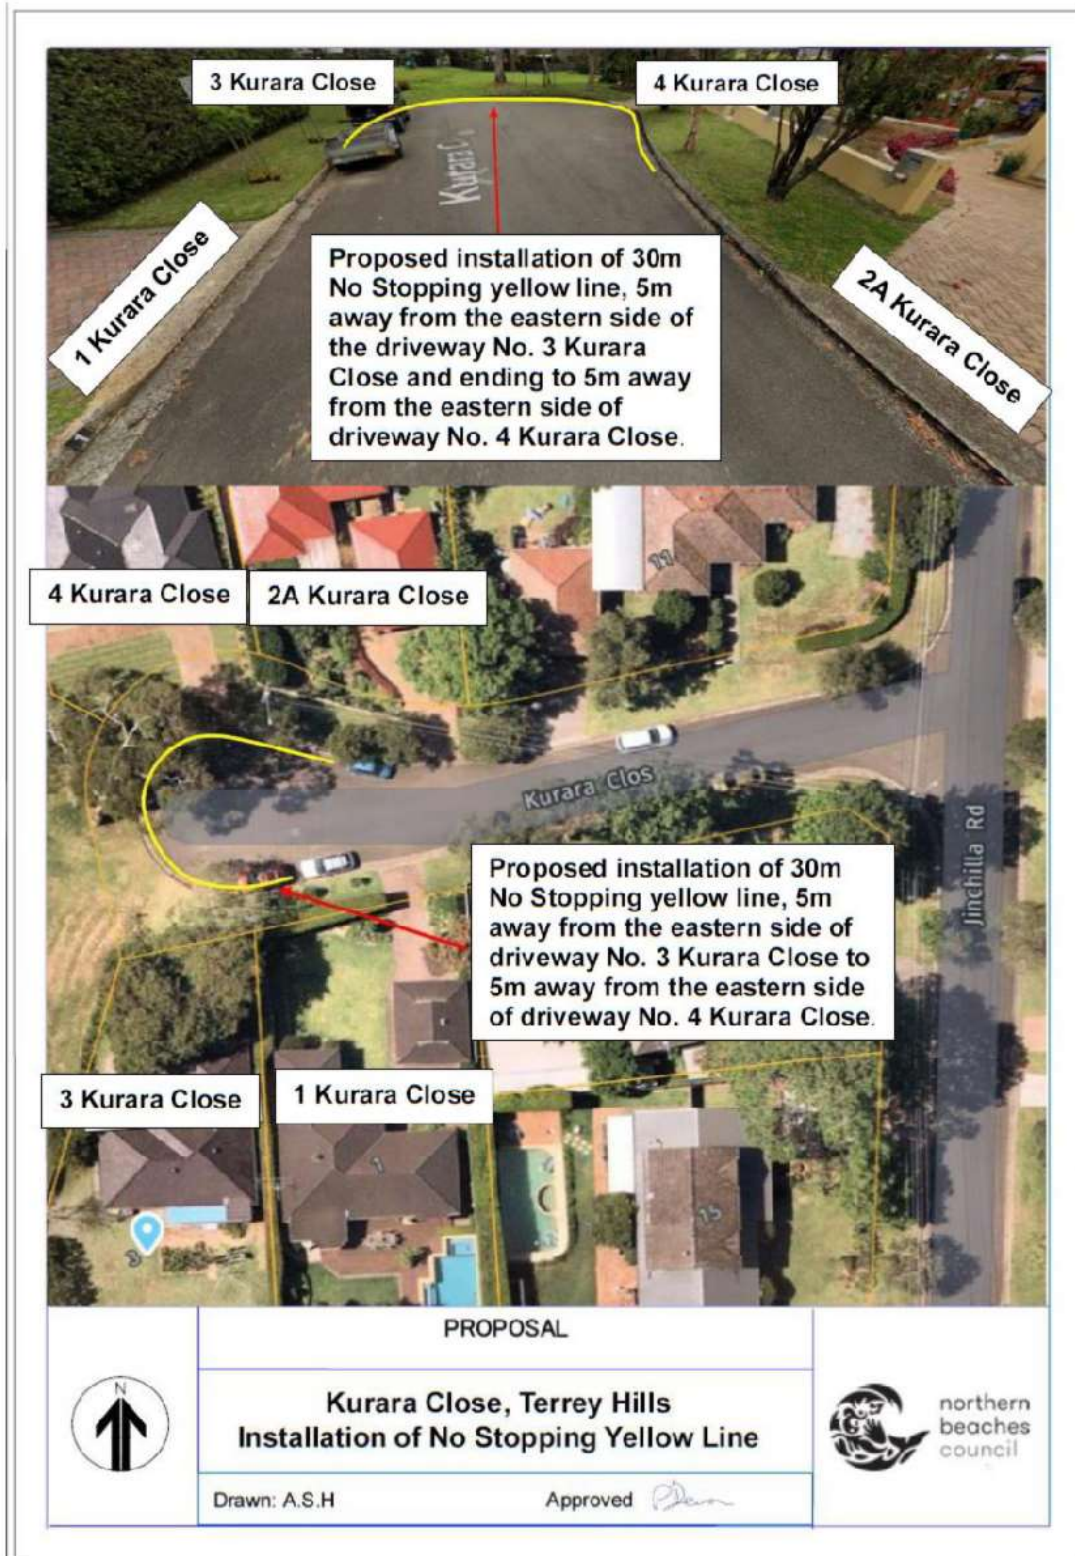 3 Kurara Close
4 Kurara Close
Kurara C
1 Kurara Close
2A Kurara Close
Proposed installation of 30m
No Stopping yellow line, 5m
away from the eastern side of
the driveway No. 3 Kurara
Close and ending to 5m away
from the eastern side of
driveway No. 4 Kurara Close.
4 Kurara Close
2A Kurara Close
11
Kurara Clos
Jinchilla Rd
Proposed installation of 30m
No Stopping yellow line, 5m
away from the eastern side of
driveway No. 3 Kurara Close to
5m away from the eastern side
of driveway No. 4 Kurara Close.
3 Kurara Close
1 Kurara Close
1
15
3
PROPOSAL
N
Kurara Close, Terrey Hills
Installation of No Stopping Yellow Line
northern
beaches
council
Drawn: A.S.H
Approved